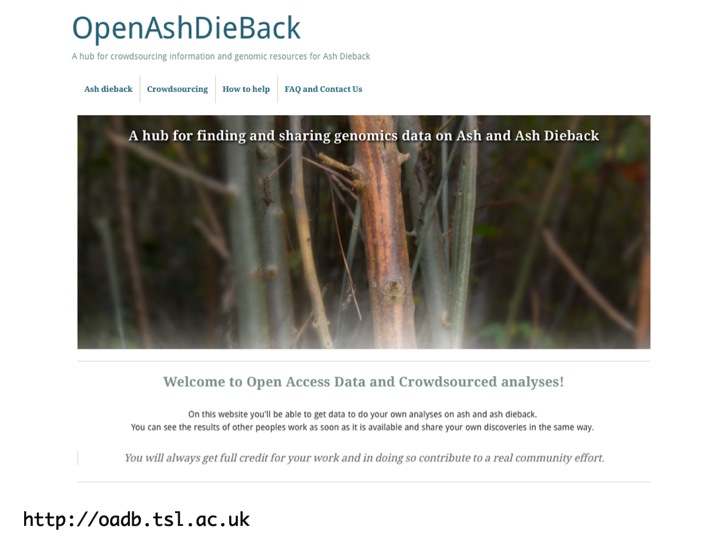 OpenAshDieBack
A hub for crowdsourcing information and genomic resources for Ash Dieback
Ash dieback Crowdsourcing How to help FAQ and Contact Us
A hub for finding and sharing genomics data on Ash and Ash Dieback
Welcome to Open Access Data and Crowdsourced analyses!
On this website you'll be able to get data to do your own analyses on ash and ash dieback.
You can see the results of other peoples work as soon as it is available and share your own discoveries in the same way.
You will always get full credit for your work and in doing so contribute to a real community effort.
http://oadb.tsl.ac.uk